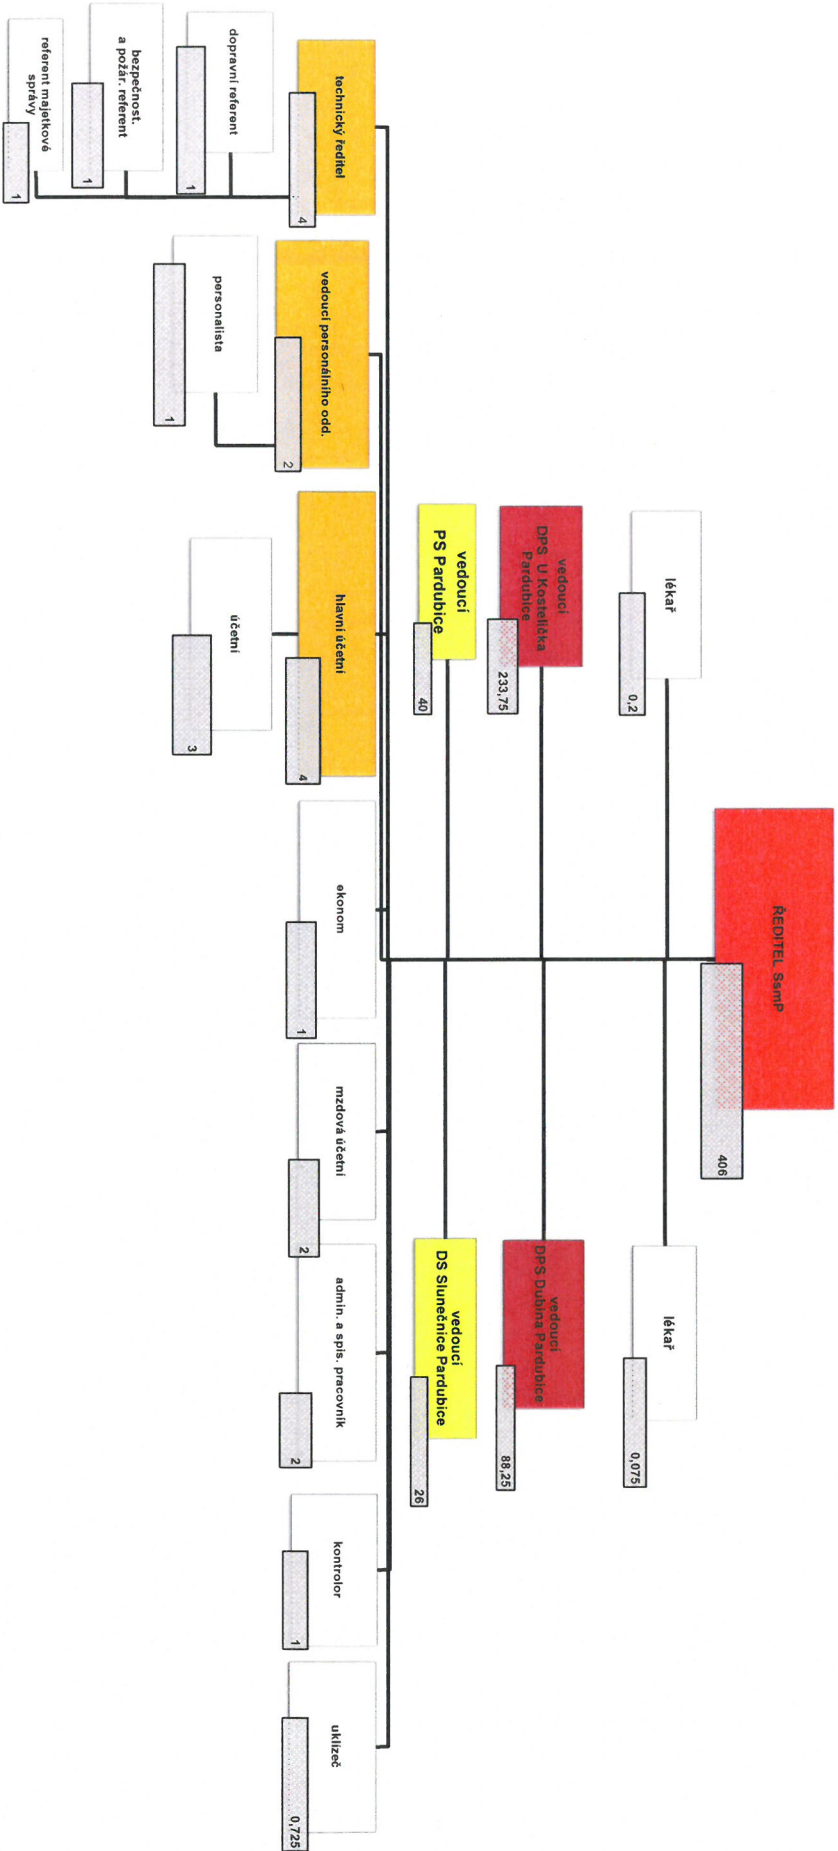 ŘEDITEL SsmP
406
lékař
0,2
lékař
0,075
vedoucí
DPS U Kostelička
Pardubice
233,75
vedoucí
DPS Dubina Pardubice
88,25
vedoucí
PS Pardubice
40
vedoucí
DS Slunečnice Pardubice
26
technický ředitel
4
vedoucí personálního odd.
2
hlavní účetní
4
ekonom
1
mzdová účetní
2
admin. a spis. pracovník
2
kontrolor
1
uklízeč
0,725
dopravní referent
1
bezpečnost.
a požár. referent
1
referent majetkové
správy
1
personalista
1
účetní
3